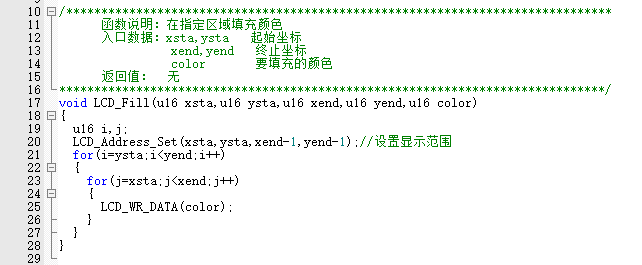 10 /******************************************************************************
11 函数说明：在指定区域填充颜色
12 入口数据：xsta,ysta 起始坐标
13 xend,yend 终止坐标
14 color 要填充的颜色
15 返回值： 无
16 ******************************************************************************/
17 void LCD_Fill(u16 xsta,u16 ysta,u16 xend,u16 yend,u16 color)
18 {
19 u16 i,j;
20 LCD_Address_Set(xsta,ysta,xend-1,yend-1);//设置显示范围
21 for(i=ysta;i<yend;i++)
22 {
23 for(j=xsta;j<xend;j++)
24 {
25 LCD_WR_DATA(color);
26 }
27 }
28 }
29